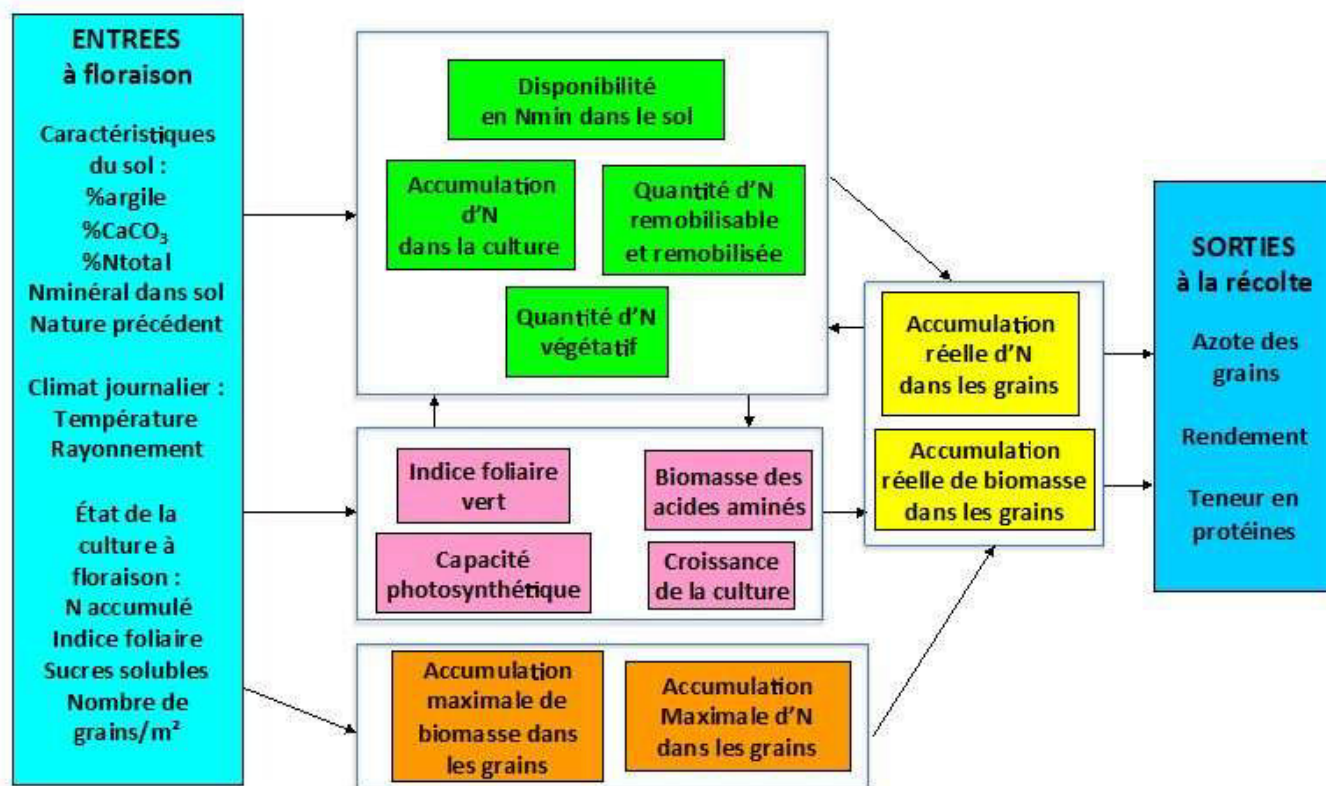 ENTREES
à floraison
Caractéristiques
du sol :
%argile
%CaCO₃
%Ntotal
Nminéral dans sol
Nature précédent
Climat journalier :
Température
Rayonnement
État de la
culture à
floraison :
N accumulé
Indice foliaire
Sucres solubles
Nombre de
grains/m²
Disponibilité
en Nmin dans le sol
Accumulation
d'N
dans la culture
Quantité d'N
remobilisable
et remobilisée
Quantité d'N
végétatif
Indice foliaire
vert
Biomasse des
acides aminés
Capacité
photosynthétique
Croissance
de la culture
Accumulation
maximale de
biomasse dans
les grains
Accumulation
Maximale d'N
dans les grains
Accumulation
réelle d'N
dans les grains
Accumulation
réelle de biomasse
dans les grains
SORTIES
à la récolte
Azote des
grains
Rendement
Teneur en
protéines